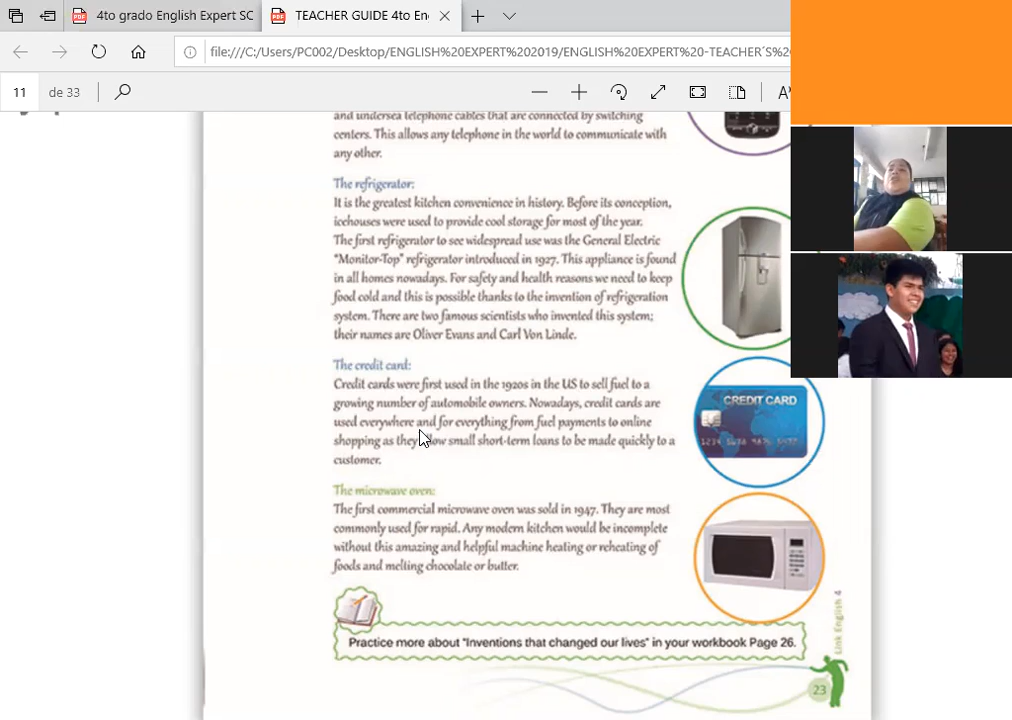 4to grado English Expert SC
TEACHER GUIDE 4to En
file:///C:/Users/PC002/Desktop/ENGLISH%20EXPERT%202019/ENGLISH%20EXPERT%20-TEACHER´S%2
11 de 33
and undersea telephone cables that are connected by switching
centers. This allows any telephone in the world to communicate with
any other.
The refrigerator:
It is the greatest kitchen convenience in history. Before its conception,
icehouses were used to provide cool storage for most of the year.
The first refrigerator to see widespread use was the General Electric
"Monitor-Top" refrigerator introduced in 1927. This appliance is found
in all homes nowadays. For safety and health reasons we need to keep
food cold and this is possible thanks to the invention of refrigeration
system. There are two famous scientists who invented this system;
their names are Oliver Evans and Carl Von Linde.
The credit card:
Credit cards were first used in the 1920s in the US to sell fuel to a
growing number of automobile owners. Nowadays, credit cards are
used everywhere and for everything from fuel payments to online
shopping as they allow small short-term loans to be made quickly to a
customer.
CREDIT CARD
The microwave oven:
The first commercial microwave oven was sold in 1947. They are most
commonly used for rapid. Any modern kitchen would be incomplete
without this amazing and helpful machine heating or reheating of
foods and melting chocolate or butter.
Practice more about "Inventions that changed our lives" in your workbook Page 26.
Link English 4
23